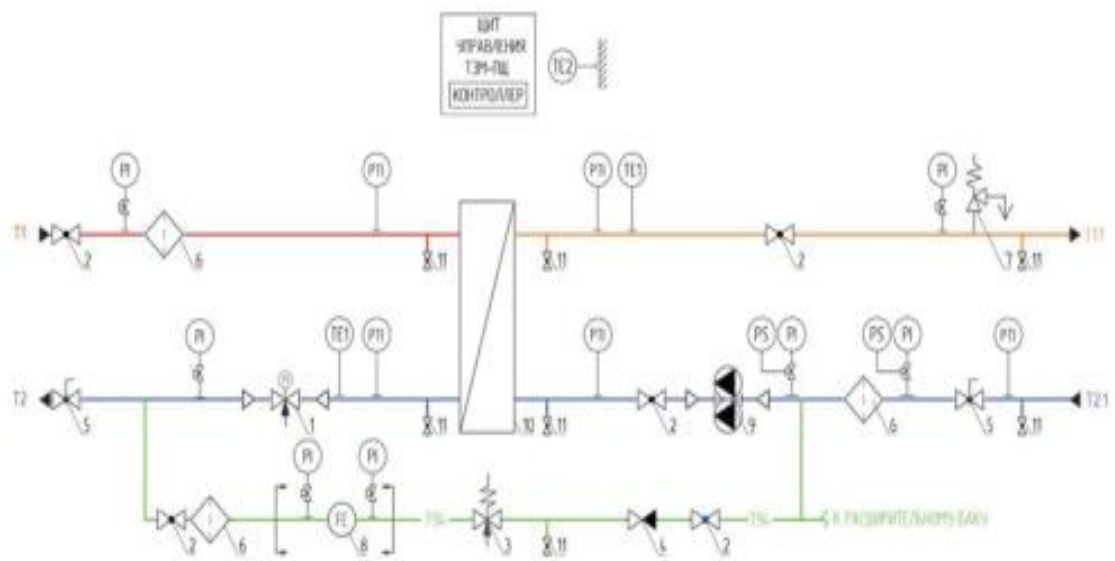 ЩИТ
УПРАВЛЕНИЯ
ТЭМ-ПЩ
КОНТРОЛЛЕР
TE2
PI PTI PTI TE1 PI
T1 2 6 11 11 2 7 11 T11
PI TE1 PTI PTI PS PI PS PI PTI
T2 5 1 11 10 11 2 9 6 5 11 T21
PI PI
2 6 FE 8 T94 3 11 4 2 T94 К РАСШИРИТЕЛЬНОМУ БАКУ